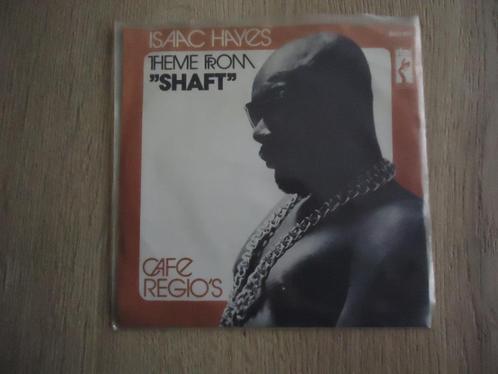 ISAAC HAYES
THEME FROM
"SHAFT"
CAFE
REGIO'S